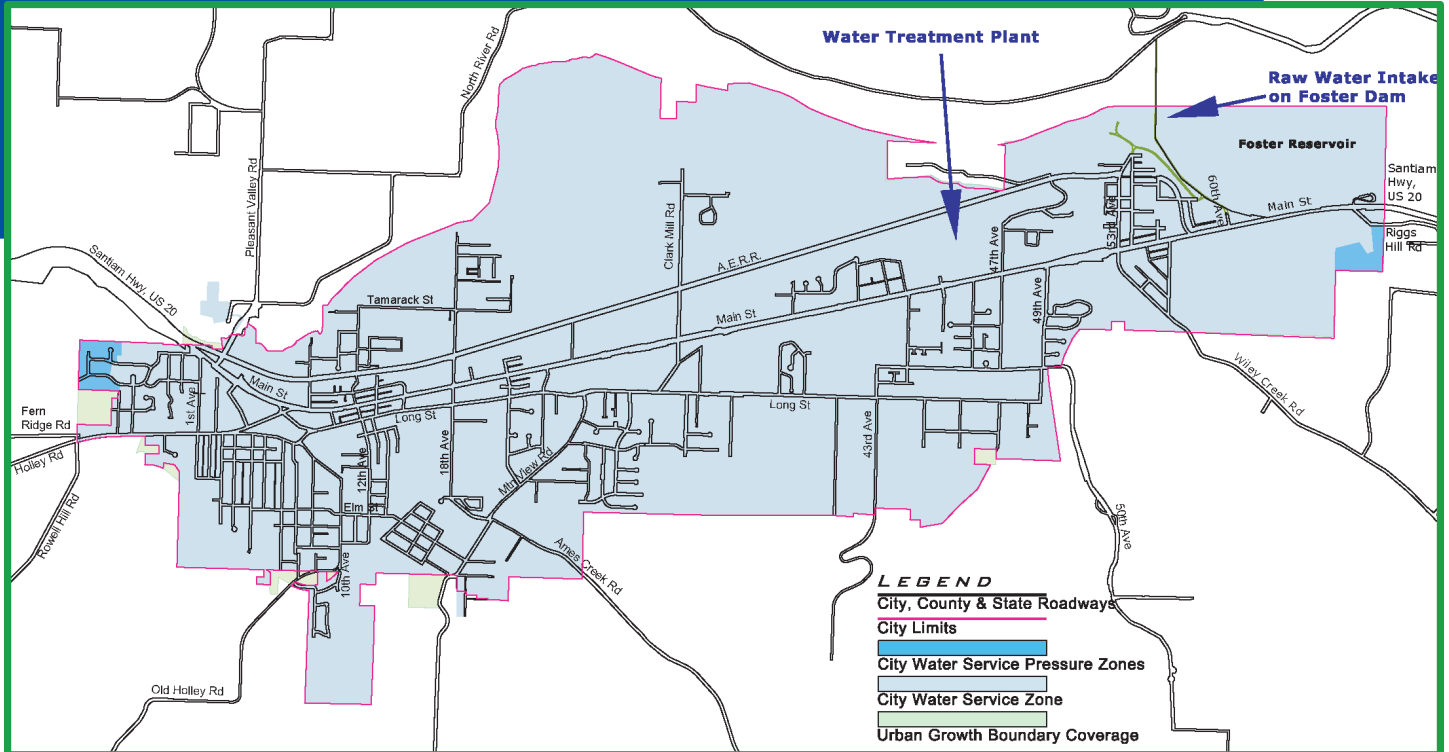 Water Treatment Plant
Raw Water Intake
on Foster Dam
Foster Reservoir
North River Rd
Pleasant Valley Rd
Santiam Hwy, US 20
Clark Mill Rd
A.E.R.R.
Tamarack St
Main St
47th Ave
49th Ave
53rd Ave
60th Ave
Main St
Santiam
Hwy,
US 20
Riggs
Hill Rd
Main St
1st Ave
Fern
Ridge Rd
Holley Rd
Rowell Hill Rd
Long St
Long St
12th Ave
18th Ave
Mtn View Rd
Elm St
10th Ave
Old Holley Rd
Ames Creek Rd
43rd Ave
50th Ave
Wiley Creek Rd
LEGEND
City, County & State Roadways
City Limits
City Water Service Pressure Zones
City Water Service Zone
Urban Growth Boundary Coverage